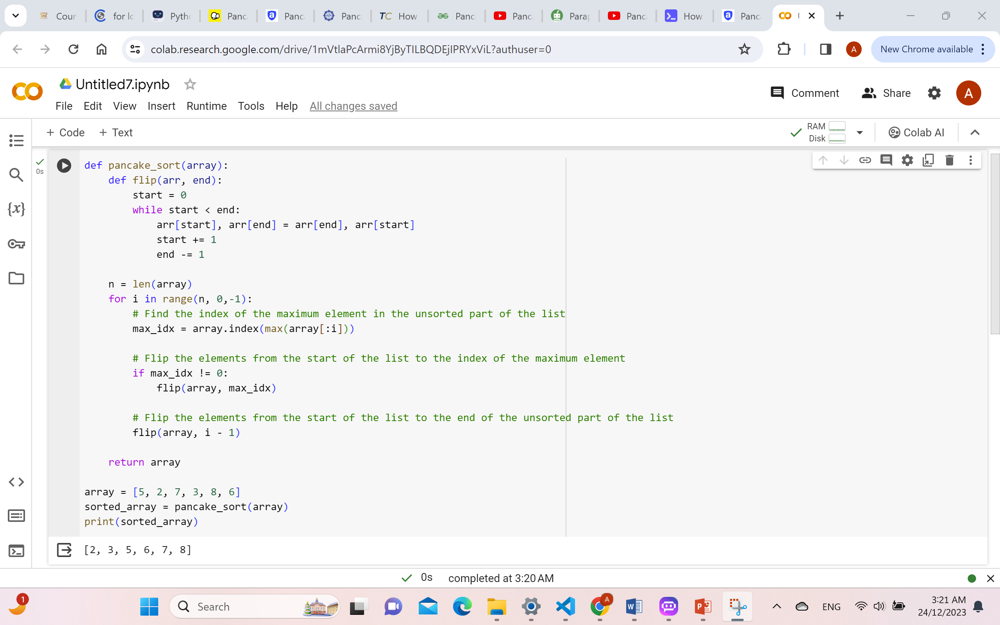 Cour
for lo
Pytho
Panc
Panc
Panc
TC How
Panc
Panc
Parap
Panc
How
Panc
colab.research.google.com/drive/1mVtlaPcArmi8YjByTILBQDEjIPRYxViL?authuser=0
A
New Chrome available
Untitled7.ipynb
Comment
Share
A
File Edit View Insert Runtime Tools Help All changes saved
+ Code + Text
RAM
Disk
Colab AI
{x}
0s
def pancake_sort(array):
    def flip(arr, end):
        start = 0
        while start < end:
            arr[start], arr[end] = arr[end], arr[start]
            start += 1
            end -= 1
    n = len(array)
    for i in range(n, 0,-1):
        # Find the index of the maximum element in the unsorted part of the list
        max_idx = array.index(max(array[:i]))
        # Flip the elements from the start of the list to the index of the maximum element
        if max_idx != 0:
            flip(array, max_idx)
        # Flip the elements from the start of the list to the end of the unsorted part of the list
        flip(array, i - 1)
    return array
array = [5, 2, 7, 3, 8, 6]
sorted_array = pancake_sort(array)
print(sorted_array)
[2, 3, 5, 6, 7, 8]
0s completed at 3:20 AM
1
Search
A
W
P
ENG
3:21 AM
24/12/2023